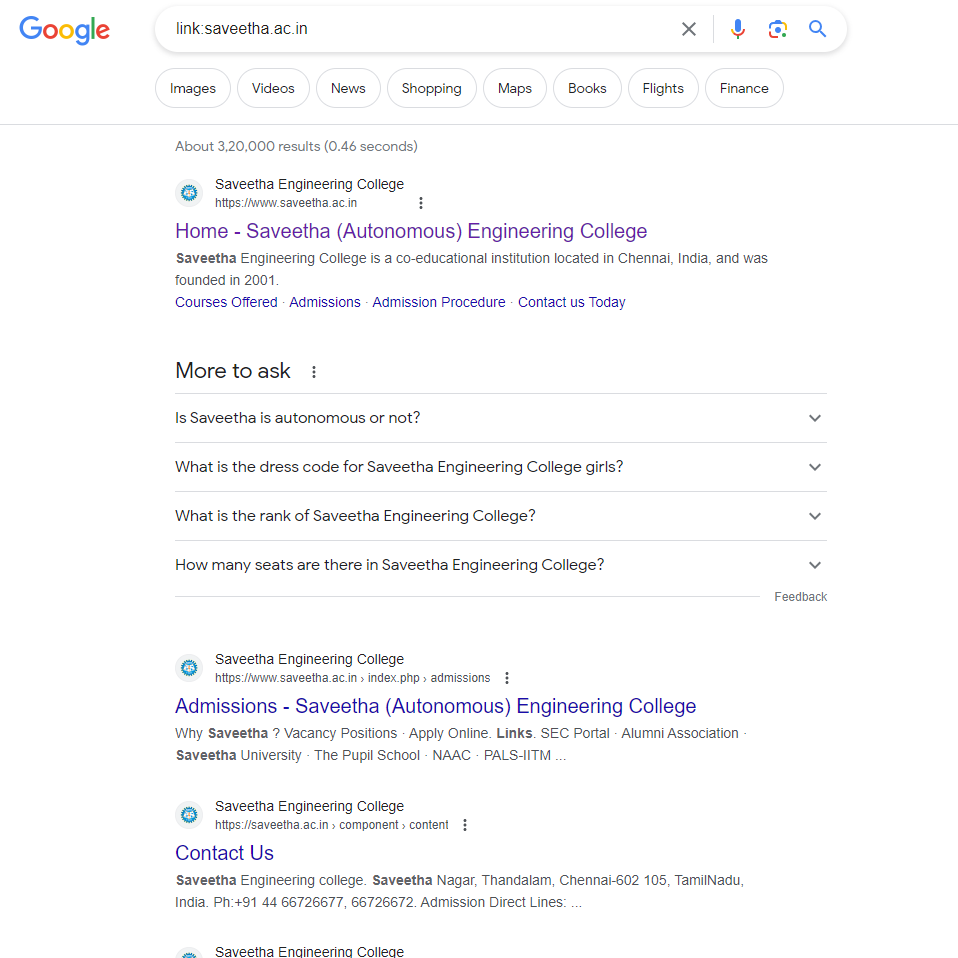 Google
link:saveetha.ac.in
Images Videos News Shopping Maps Books Flights Finance
About 3,20,000 results (0.46 seconds)
Saveetha Engineering College
https://www.saveetha.ac.in
Home - Saveetha (Autonomous) Engineering College
Saveetha Engineering College is a co-educational institution located in Chennai, India, and was
founded in 2001.
Courses Offered · Admissions · Admission Procedure · Contact us Today
More to ask
Is Saveetha is autonomous or not?
What is the dress code for Saveetha Engineering College girls?
What is the rank of Saveetha Engineering College?
How many seats are there in Saveetha Engineering College?
Feedback
Saveetha Engineering College
https://www.saveetha.ac.in › index.php › admissions
Admissions - Saveetha (Autonomous) Engineering College
Why Saveetha ? Vacancy Positions · Apply Online. Links. SEC Portal · Alumni Association ·
Saveetha University · The Pupil School · NAAC · PALS-IITM ...
Saveetha Engineering College
https://saveetha.ac.in › component › content
Contact Us
Saveetha Engineering college. Saveetha Nagar, Thandalam, Chennai-602 105, TamilNadu,
India. Ph:+91 44 66726677, 66726672. Admission Direct Lines: ...
Saveetha Engineering College